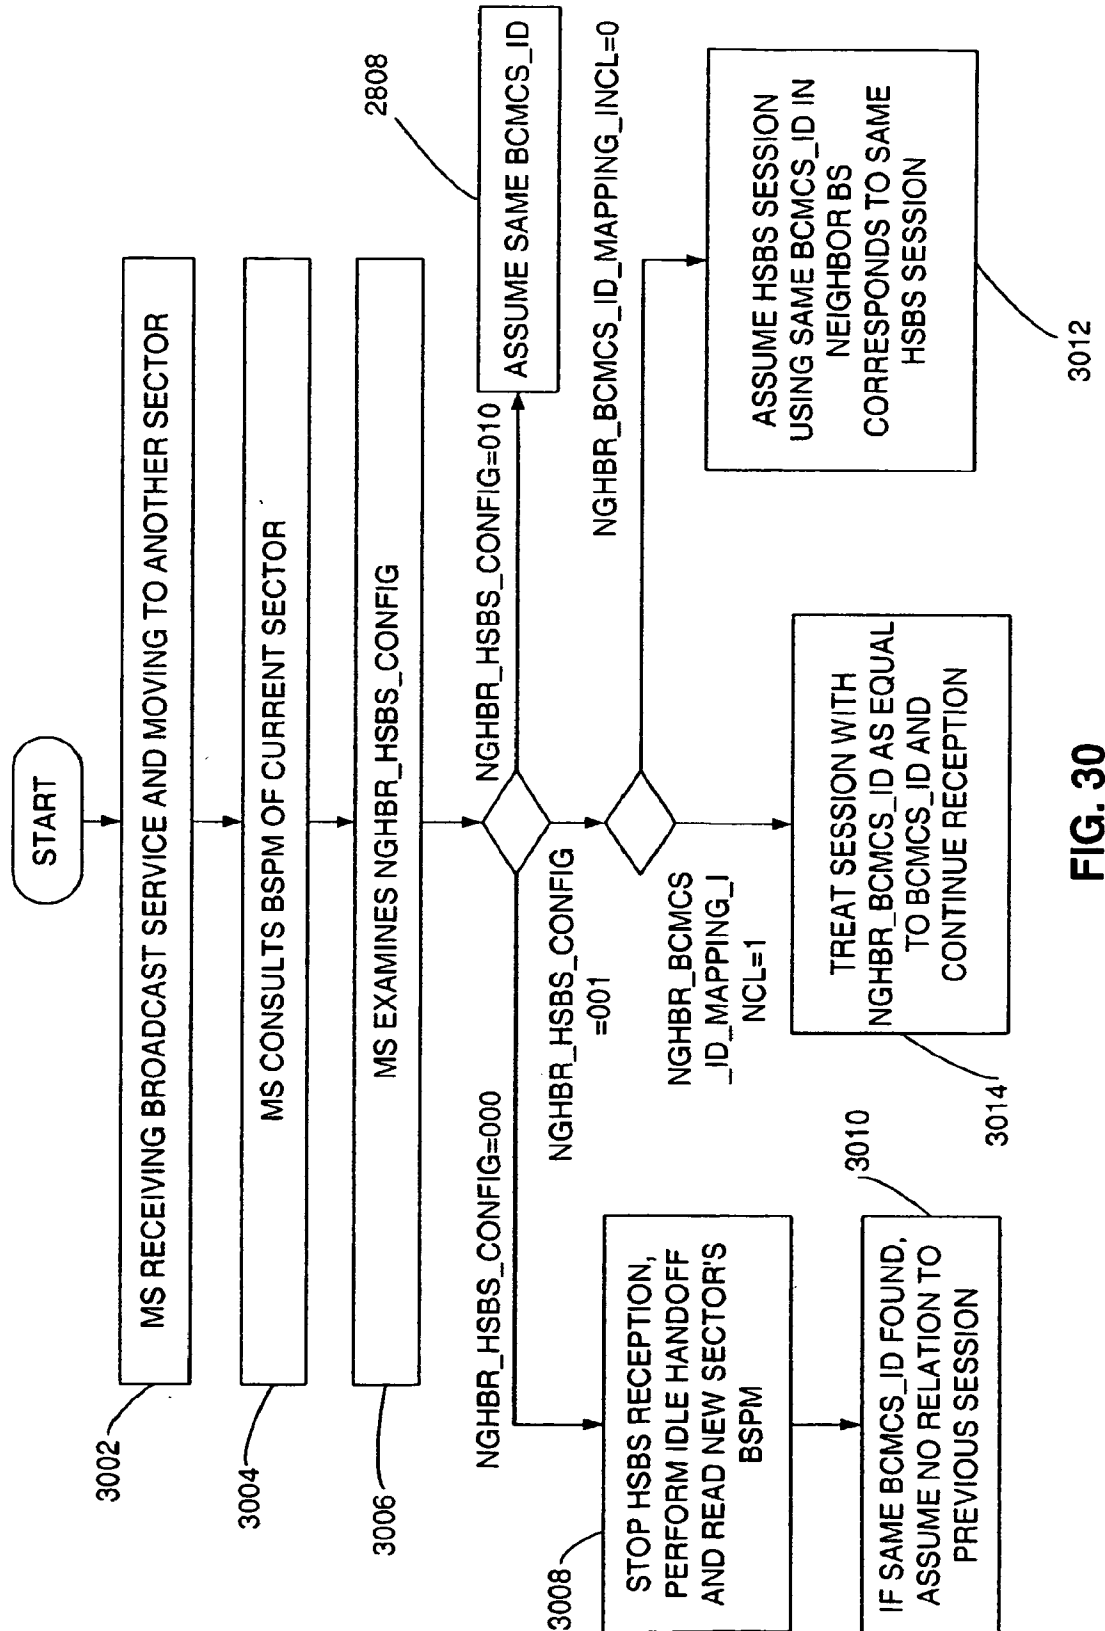 START
MS RECEIVING BROADCAST SERVICE AND MOVING TO ANOTHER SECTOR
3002
MS CONSULTS BSPM OF CURRENT SECTOR
3004
MS EXAMINES NGHBR_HSBS_CONFIG
3006
NGHBR_HSBS_CONFIG=000
NGHBR_HSBS_CONFIG=010
ASSUME SAME BCMCS_ID
2808
NGHBR_HSBS_CONFIG
=001
NGHBR_BCMCS_ID_MAPPING_INCL=0
NGHBR_BCMCS
_ID_MAPPING_I
NCL=1
STOP HSBS RECEPTION,
PERFORM IDLE HANDOFF
AND READ NEW SECTOR'S
BSPM
3008
IF SAME BCMCS_ID FOUND,
ASSUME NO RELATION TO
PREVIOUS SESSION
3010
TREAT SESSION WITH
NGHBR_BCMCS_ID AS EQUAL
TO BCMCS_ID AND
CONTINUE RECEPTION
3014
ASSUME HSBS SESSION
USING SAME BCMCS_ID IN
NEIGHBOR BS
CORRESPONDS TO SAME
HSBS SESSION
3012
FIG. 30